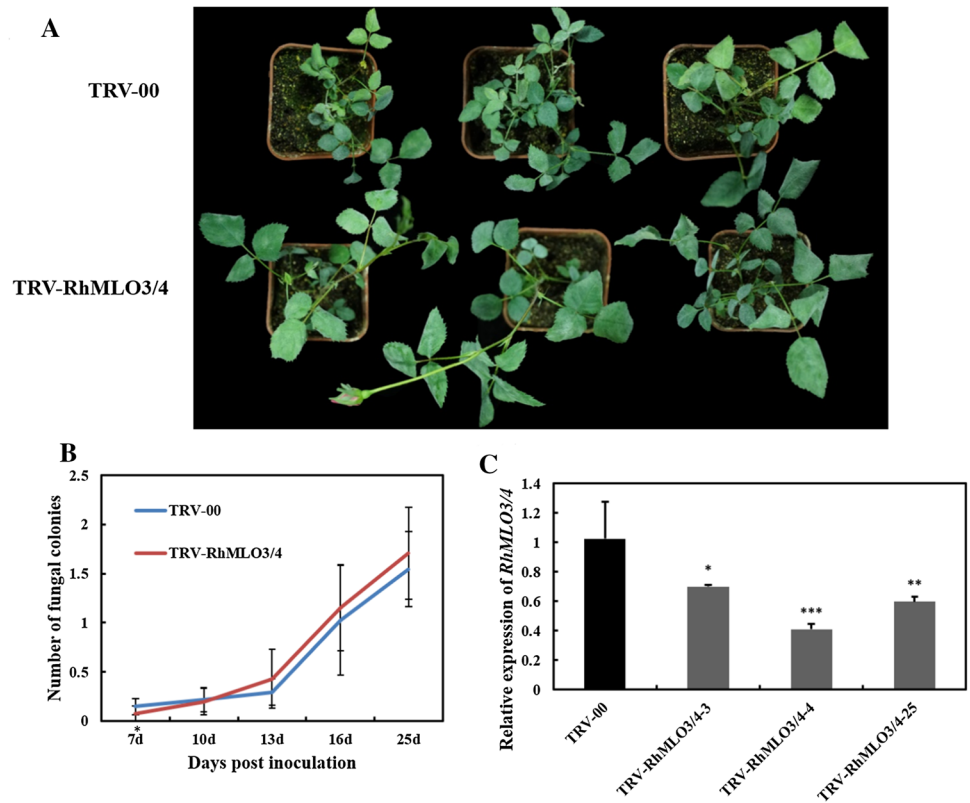 A
TRV-00
TRV-RhMLO3/4
B
Number of fungal colonies
2.5
2
1.5
1
0.5
0
TRV-00
TRV-RhMLO3/4
7d 10d 13d 16d 25d
*
Days post inoculation
C
Relative expression of RhMLO3/4
1.4
1.2
1
0.8
0.6
0.4
0.2
0
*
***
**
TRV-00
TRV-RhMLO3/4-3
TRV-RhMLO3/4-4
TRV-RhMLO3/4-25